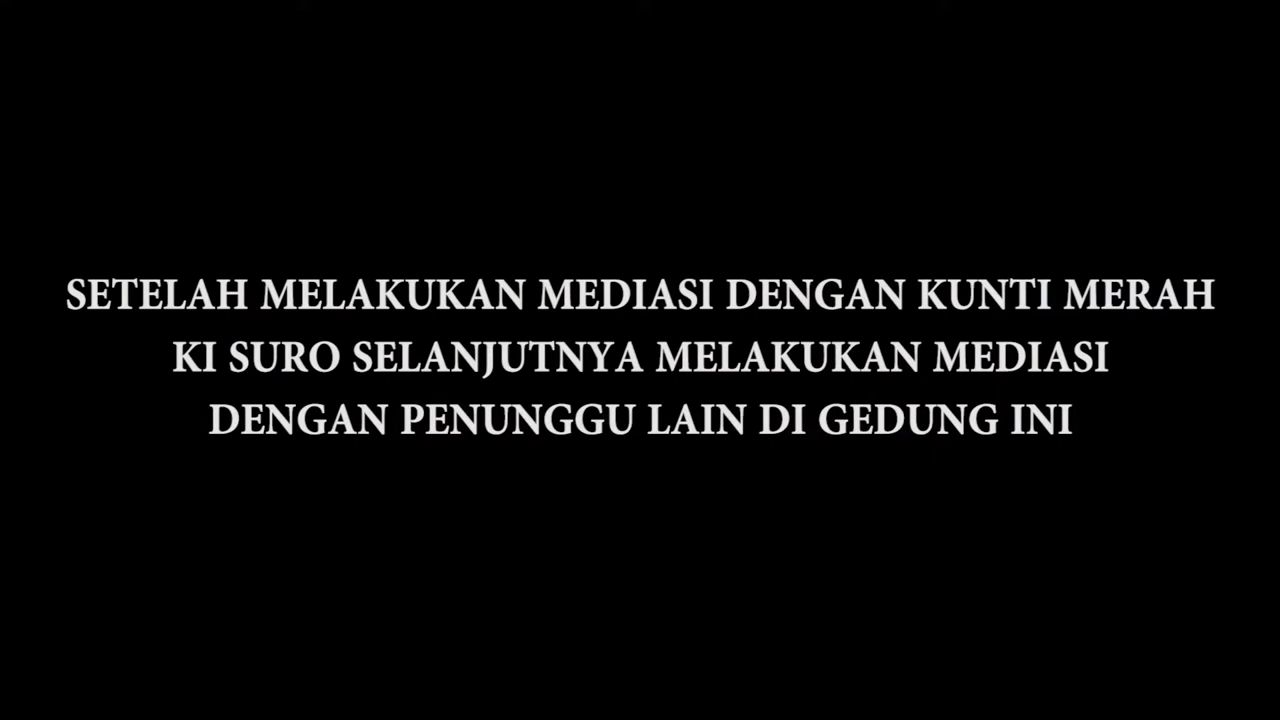 SETELAH MELAKUKAN MEDIASI DENGAN KUNTI MERAH
KI SURO SELANJUTNYA MELAKUKAN MEDIASI
DENGAN PENUNGGU LAIN DI GEDUNG INI